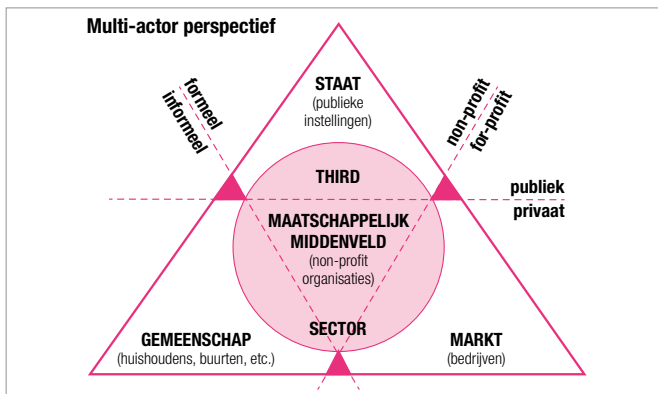 Multi-actor perspectief
STAAT
(publieke
instellingen)
formeel
informeel
non-profit
for-profit
THIRD
publiek
privaat
MAATSCHAPPELIJK
MIDDENVELD
(non-profit
organisaties)
SECTOR
GEMEENSCHAP
(huishoudens, buurten, etc.)
MARKT
(bedrijven)